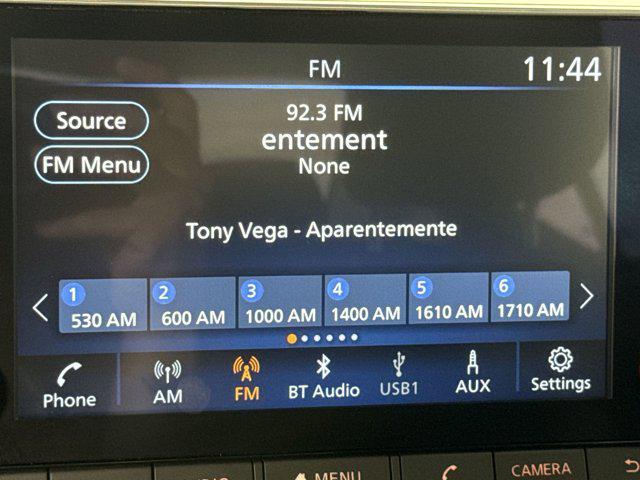 FM
11:44
Source
92.3 FM
entement
FM Menu
None
Tony Vega - Aparentemente
1 530 AM
2 600 AM
3 1000 AM
4 1400 AM
5 1610 AM
6 1710 AM
Phone
AM
FM
BT Audio
USB1
AUX
Settings
MENU
CAMERA